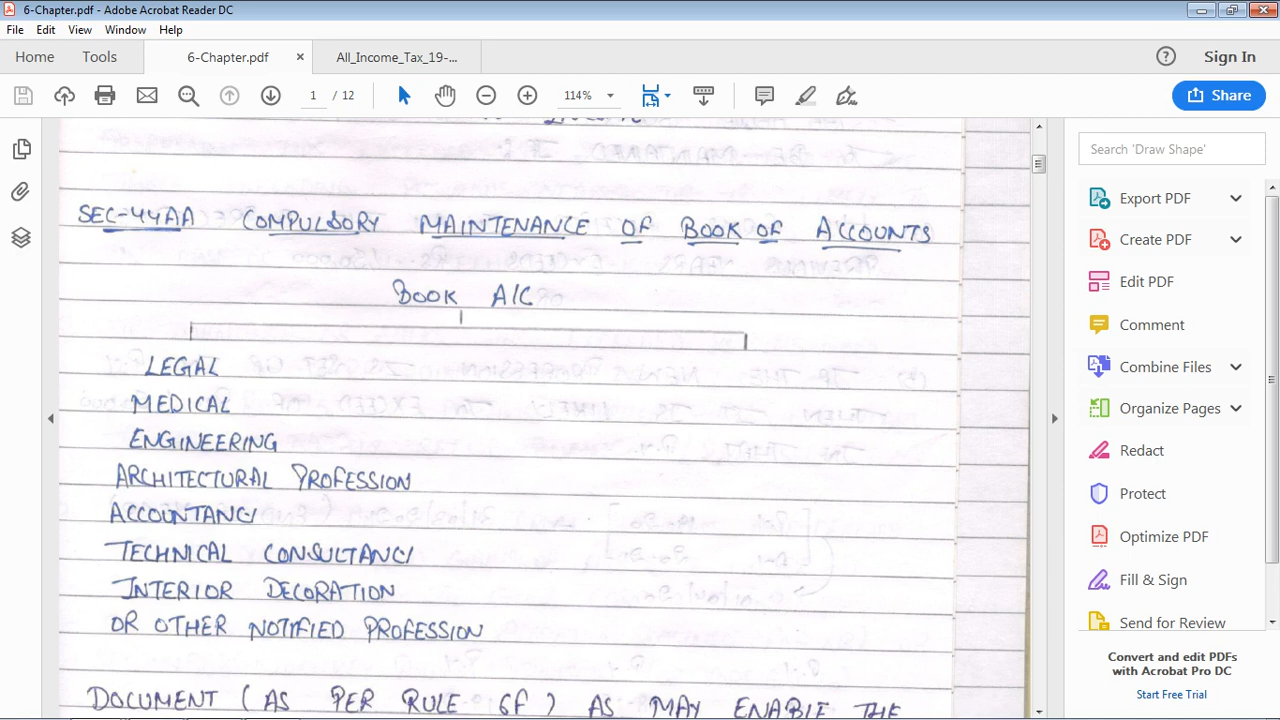 6-Chapter.pdf - Adobe Acrobat Reader DC
File Edit View Window Help
Home Tools 6-Chapter.pdf × All_Income_Tax_19-... Sign In
1 / 12 114% Share
SEC-44AA COMPULSORY MAINTENANCE OF BOOK OF ACCOUNTS
BOOK A/C
LEGAL
MEDICAL
ENGINEERING
ARCHITECTURAL PROFESSION
ACCOUNTANCY
TECHNICAL CONSULTANCY
INTERIOR DECORATION
OR OTHER NOTIFIED PROFESSION
DOCUMENT (AS PER RULE 6F) AS MAY ENABLE THE
Search 'Draw Shape'
Export PDF
Create PDF
Edit PDF
Comment
Combine Files
Organize Pages
Redact
Protect
Optimize PDF
Fill & Sign
Send for Review
Convert and edit PDFs
with Acrobat Pro DC
Start Free Trial